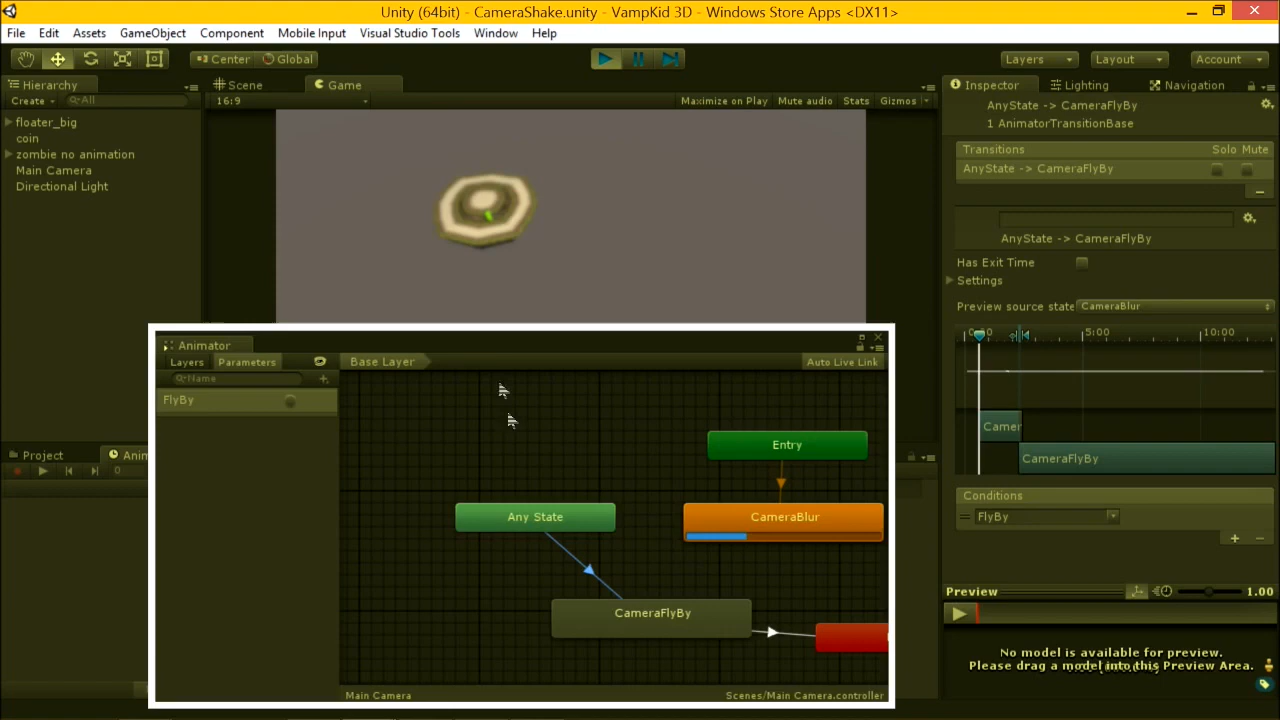 Unity (64bit) - CameraShake.unity - VampKid 3D - Windows Store Apps <DX11>
File Edit Assets GameObject Component Mobile Input Visual Studio Tools Window Help
Center Global Layers Layout Account
Hierarchy
Create All
floater_big
coin
zombie no animation
Main Camera
Directional Light
Scene Game
16:9 Maximize on Play Mute audio Stats Gizmos
Inspector Lighting Navigation
AnyState -> CameraFlyBy
1 AnimatorTransitionBase
Transitions Solo Mute
AnyState -> CameraFlyBy
AnyState -> CameraFlyBy
Has Exit Time
Settings
Preview source state CameraBlur
0:00 5:00 10:00
Camer
CameraFlyBy
Conditions
FlyBy
Preview 1.00
No model is available for preview.
Please drag a model into this Preview Area.
Project Anim
0
Animator
Layers Parameters Base Layer Auto Live Link
Name
FlyBy
Entry
Any State CameraBlur
CameraFlyBy
Main Camera Scenes/Main Camera.controller